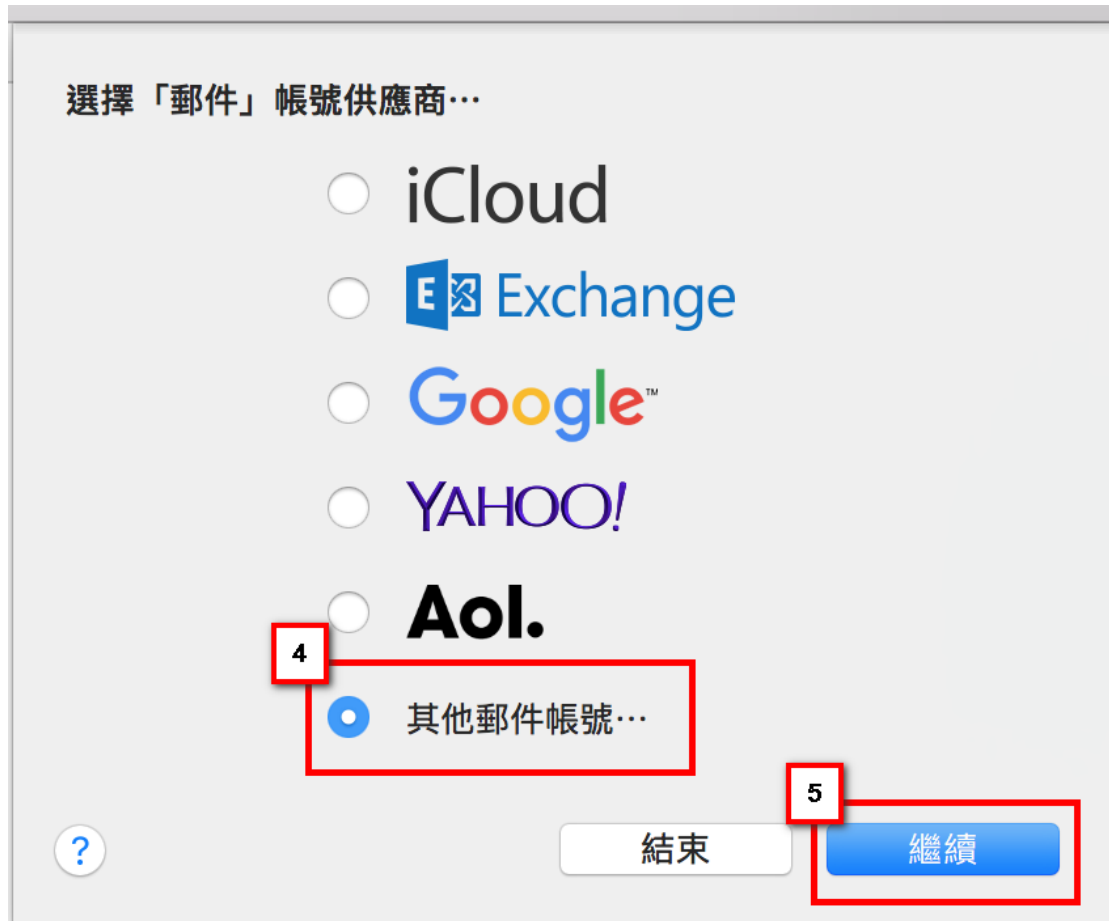 選擇「郵件」帳號供應商⋯
iCloud
E Exchange
Google™
YAHOO!
Aol.
4
其他郵件帳號⋯
5
?
結束
繼續